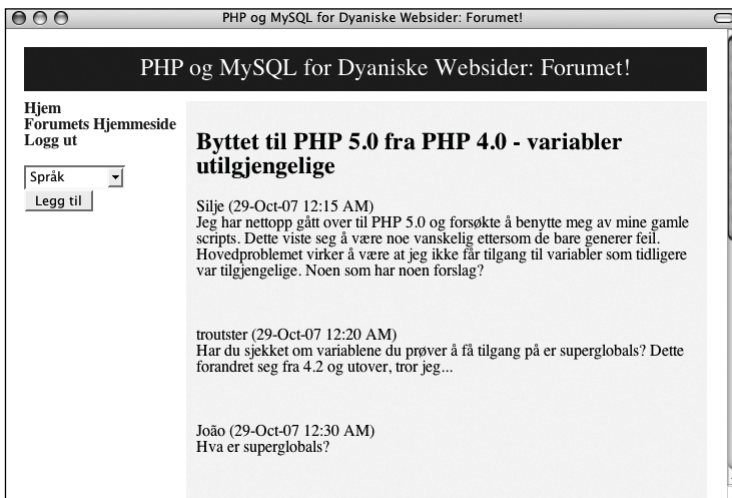 PHP og MySQL for Dyaniske Websider: Forumet!
PHP og MySQL for Dyaniske Websider: Forumet!
Hjem
Forumets Hjemmeside
Logg ut
Språk
Legg til
Byttet til PHP 5.0 fra PHP 4.0 - variabler
utilgjengelige
Silje (29-Oct-07 12:15 AM)
Jeg har nettopp gått over til PHP 5.0 og forsøkte å benytte meg av mine gamle
scripts. Dette viste seg å være noe vanskelig ettersom de bare generer feil.
Hovedproblemet virker å være at jeg ikke får tilgang til variabler som tidligere
var tilgjengelige. Noen som har noen forslag?
troutster (29-Oct-07 12:20 AM)
Har du sjekket om variablene du prøver å få tilgang på er superglobals? Dette
forandret seg fra 4.2 og utover, tror jeg...
João (29-Oct-07 12:30 AM)
Hva er superglobals?